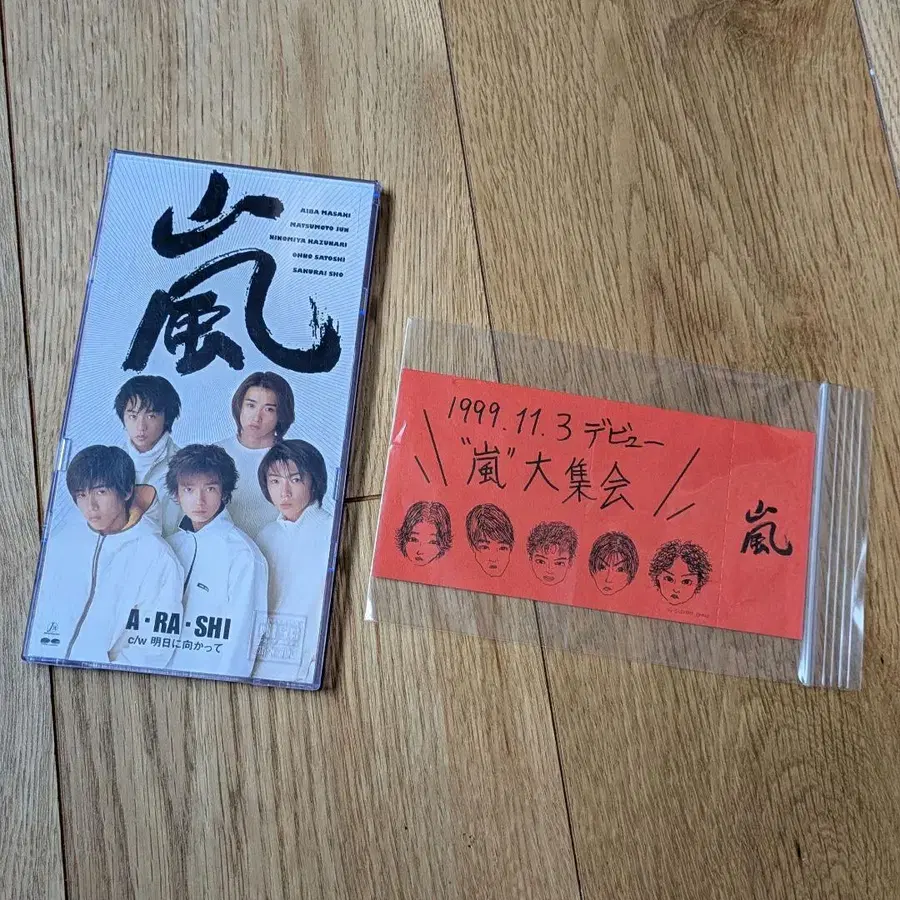 嵐
AIBA MASAKI
MATSUMOTO JUN
NINOMIYA KAZUNARI
OHNO SATOSHI
SAKURAI SHO
A・RA・SHI
c/w 明日に向かって
1999.11.3 デビュー
"嵐" 大集会
嵐